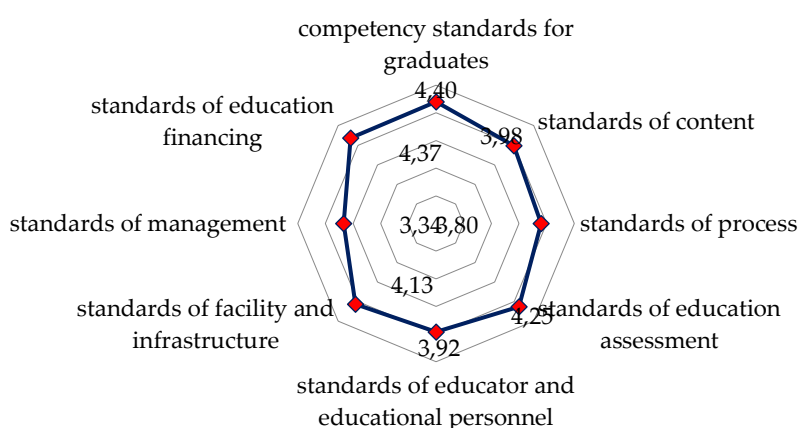 competency standards for
graduates
4,40
standards of education
financing
3,98
standards of content
4,37
standards of management
3,34
3,80
standards of process
4,13
standards of facility and
infrastructure
4,25
standards of education
assessment
3,92
standards of educator and
educational personnel